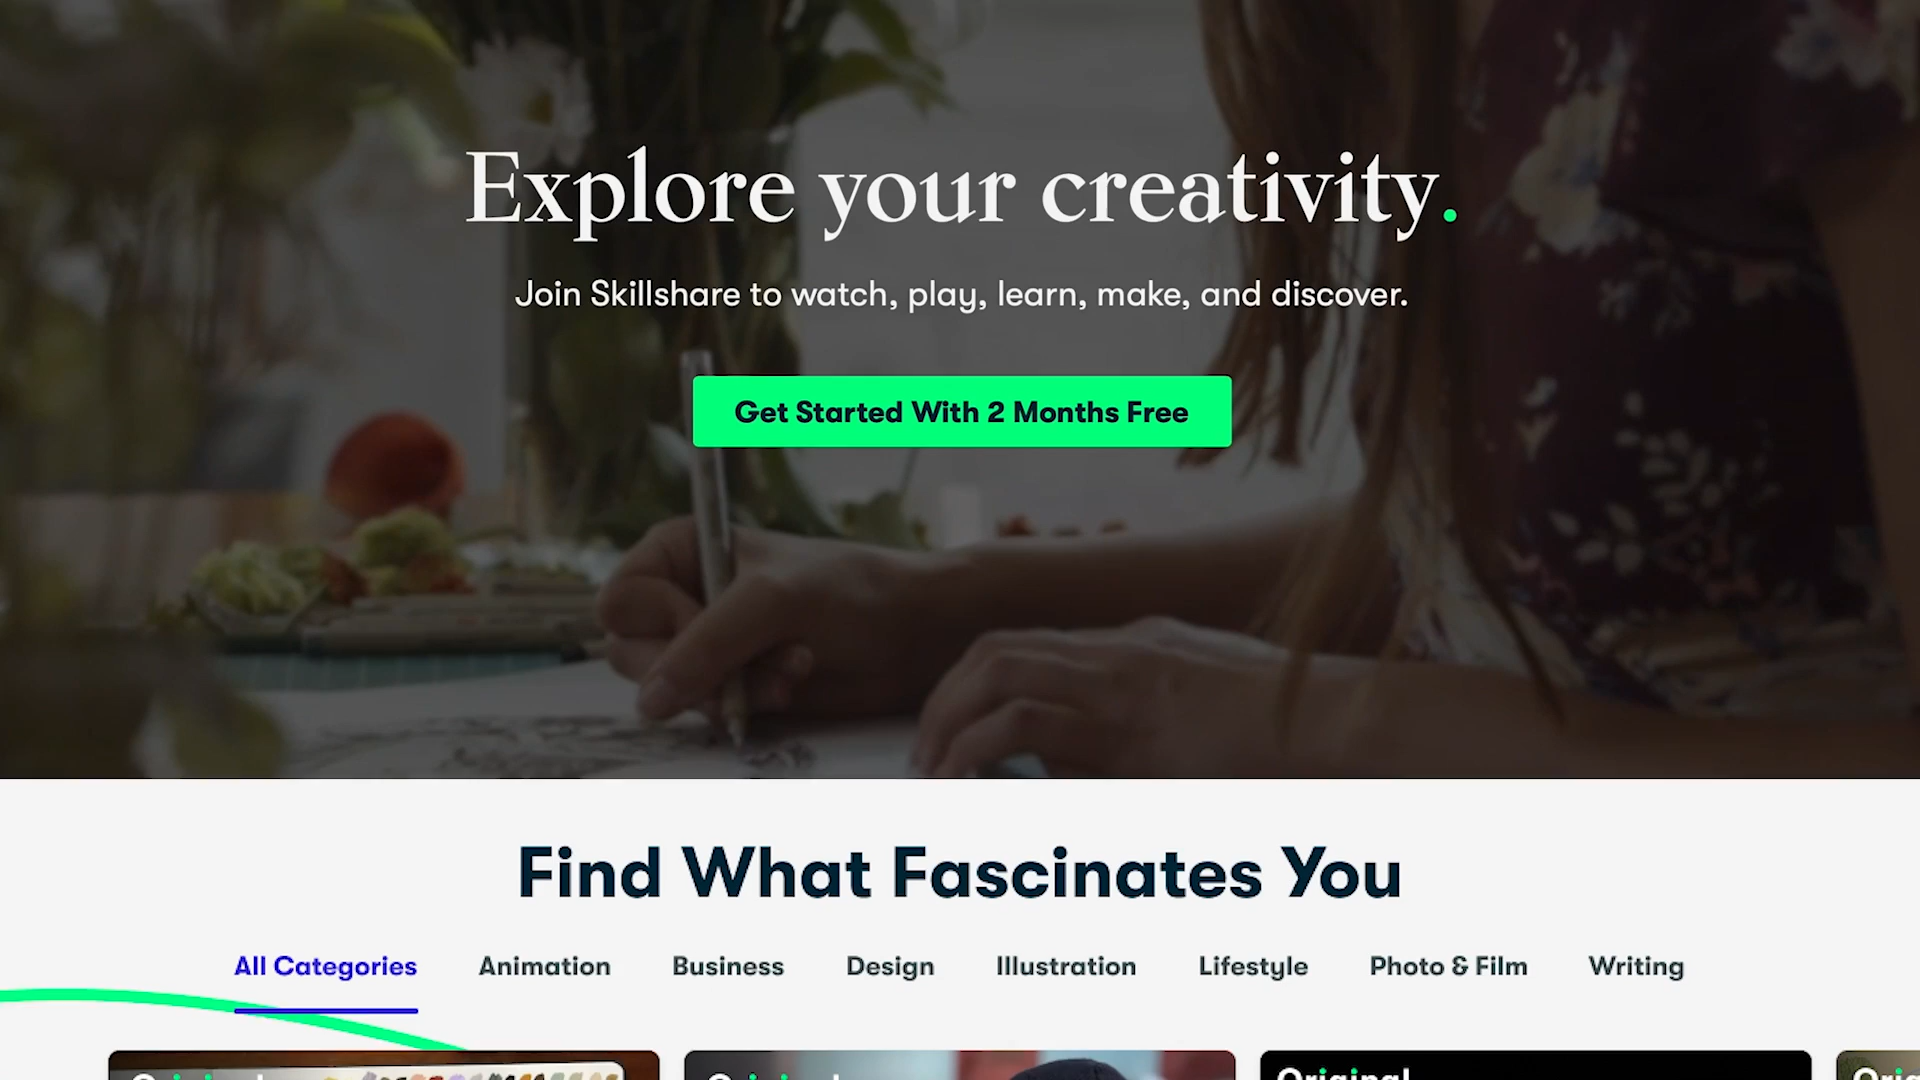 Explore your creativity.
Join Skillshare to watch, play, learn, make, and discover.
Get Started With 2 Months Free
Find What Fascinates You
All Categories Animation Business Design Illustration Lifestyle Photo & Film Writing
Original